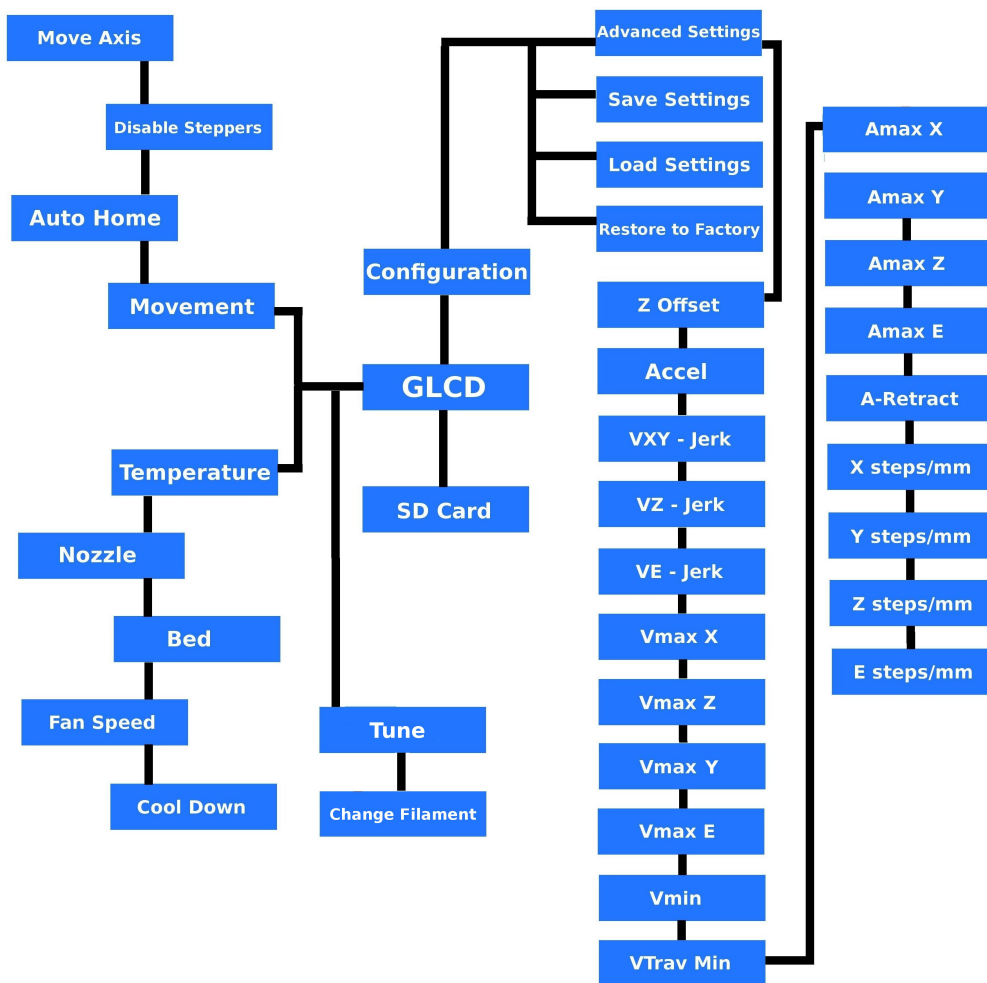 Move Axis
Disable Steppers
Auto Home
Movement
Temperature
Nozzle
Bed
Fan Speed
Cool Down
Configuration
GLCD
SD Card
Tune
Change Filament
Advanced Settings
Save Settings
Load Settings
Restore to Factory
Z Offset
Accel
VXY - Jerk
VZ - Jerk
VE - Jerk
Vmax X
Vmax Z
Vmax Y
Vmax E
Vmin
VTrav Min
Amax X
Amax Y
Amax Z
Amax E
A-Retract
X steps/mm
Y steps/mm
Z steps/mm
E steps/mm